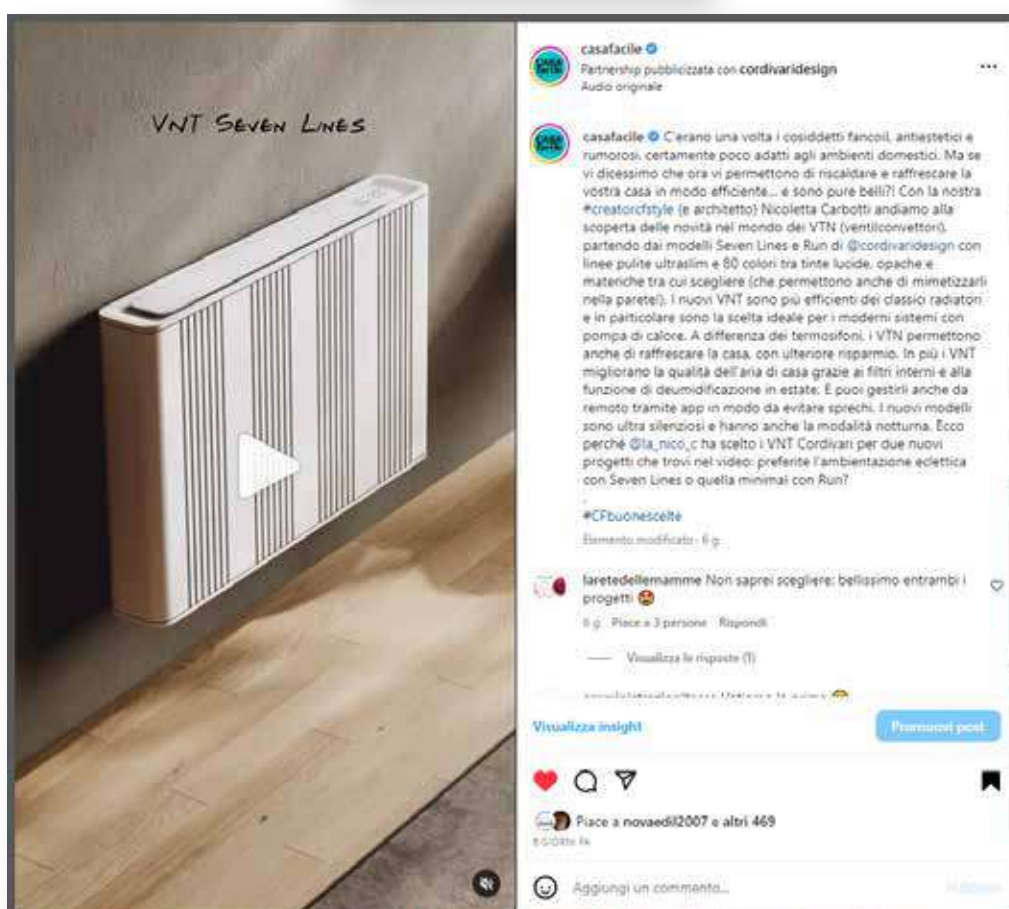 VNT SEVEN LINES
casafacile
Partnership pubblicizzata con cordivaridesign
Audio originale
casafacile C'erano una volta i cosiddetti fancoil, antiestetici e
rumorosi, certamente poco adatti agli ambienti domestici. Ma se
vi dicessimo che ora vi permettono di riscaldare e raffrescare la
vostra casa in modo efficiente... e sono pure belli?! Con la nostra
#creatorcfstyle (e architetto) Nicoletta Carbotti andiamo alla
scoperta delle novità nel mondo dei VTN (ventilconvettori),
partendo dai modelli Seven Lines e Run di @cordivaridesign con
linee pulite ultraslim e 80 colori tra tinte lucide, opache e
materiche tra cui scegliere (che permettono anche di mimetizzarli
nella parete!). I nuovi VNT sono più efficienti dei classici radiatori
e in particolare sono la scelta ideale per i moderni sistemi con
pompa di calore. A differenza dei termosifoni, i VTN permettono
anche di raffrescare la casa, con ulteriore risparmio. In più i VNT
migliorano la qualità dell'aria di casa grazie ai filtri interni e alla
funzione di deumidificazione in estate. E puoi gestirli anche da
remoto tramite app in modo da evitare sprechi. I nuovi modelli
sono ultra silenziosi e hanno anche la modalità notturna. Ecco
perché @la_nico_c ha scelto i VNT Cordivari per due nuovi
progetti che trovi nel video: preferite l'ambientazione eclettica
con Seven Lines o quella minimal con Run?
.
#CFbuonescelte
Elemento modificato · 6 g
laretedellemamme Non saprei scegliere: bellissimo entrambi i
progetti
6 g Piace a 3 persone Rispondi
Visualizza le risposte (1)
Visualizza insight
Promuovi post
Piace a novaedil2007 e altri 469
6 GIORNI FA
Aggiungi un commento...